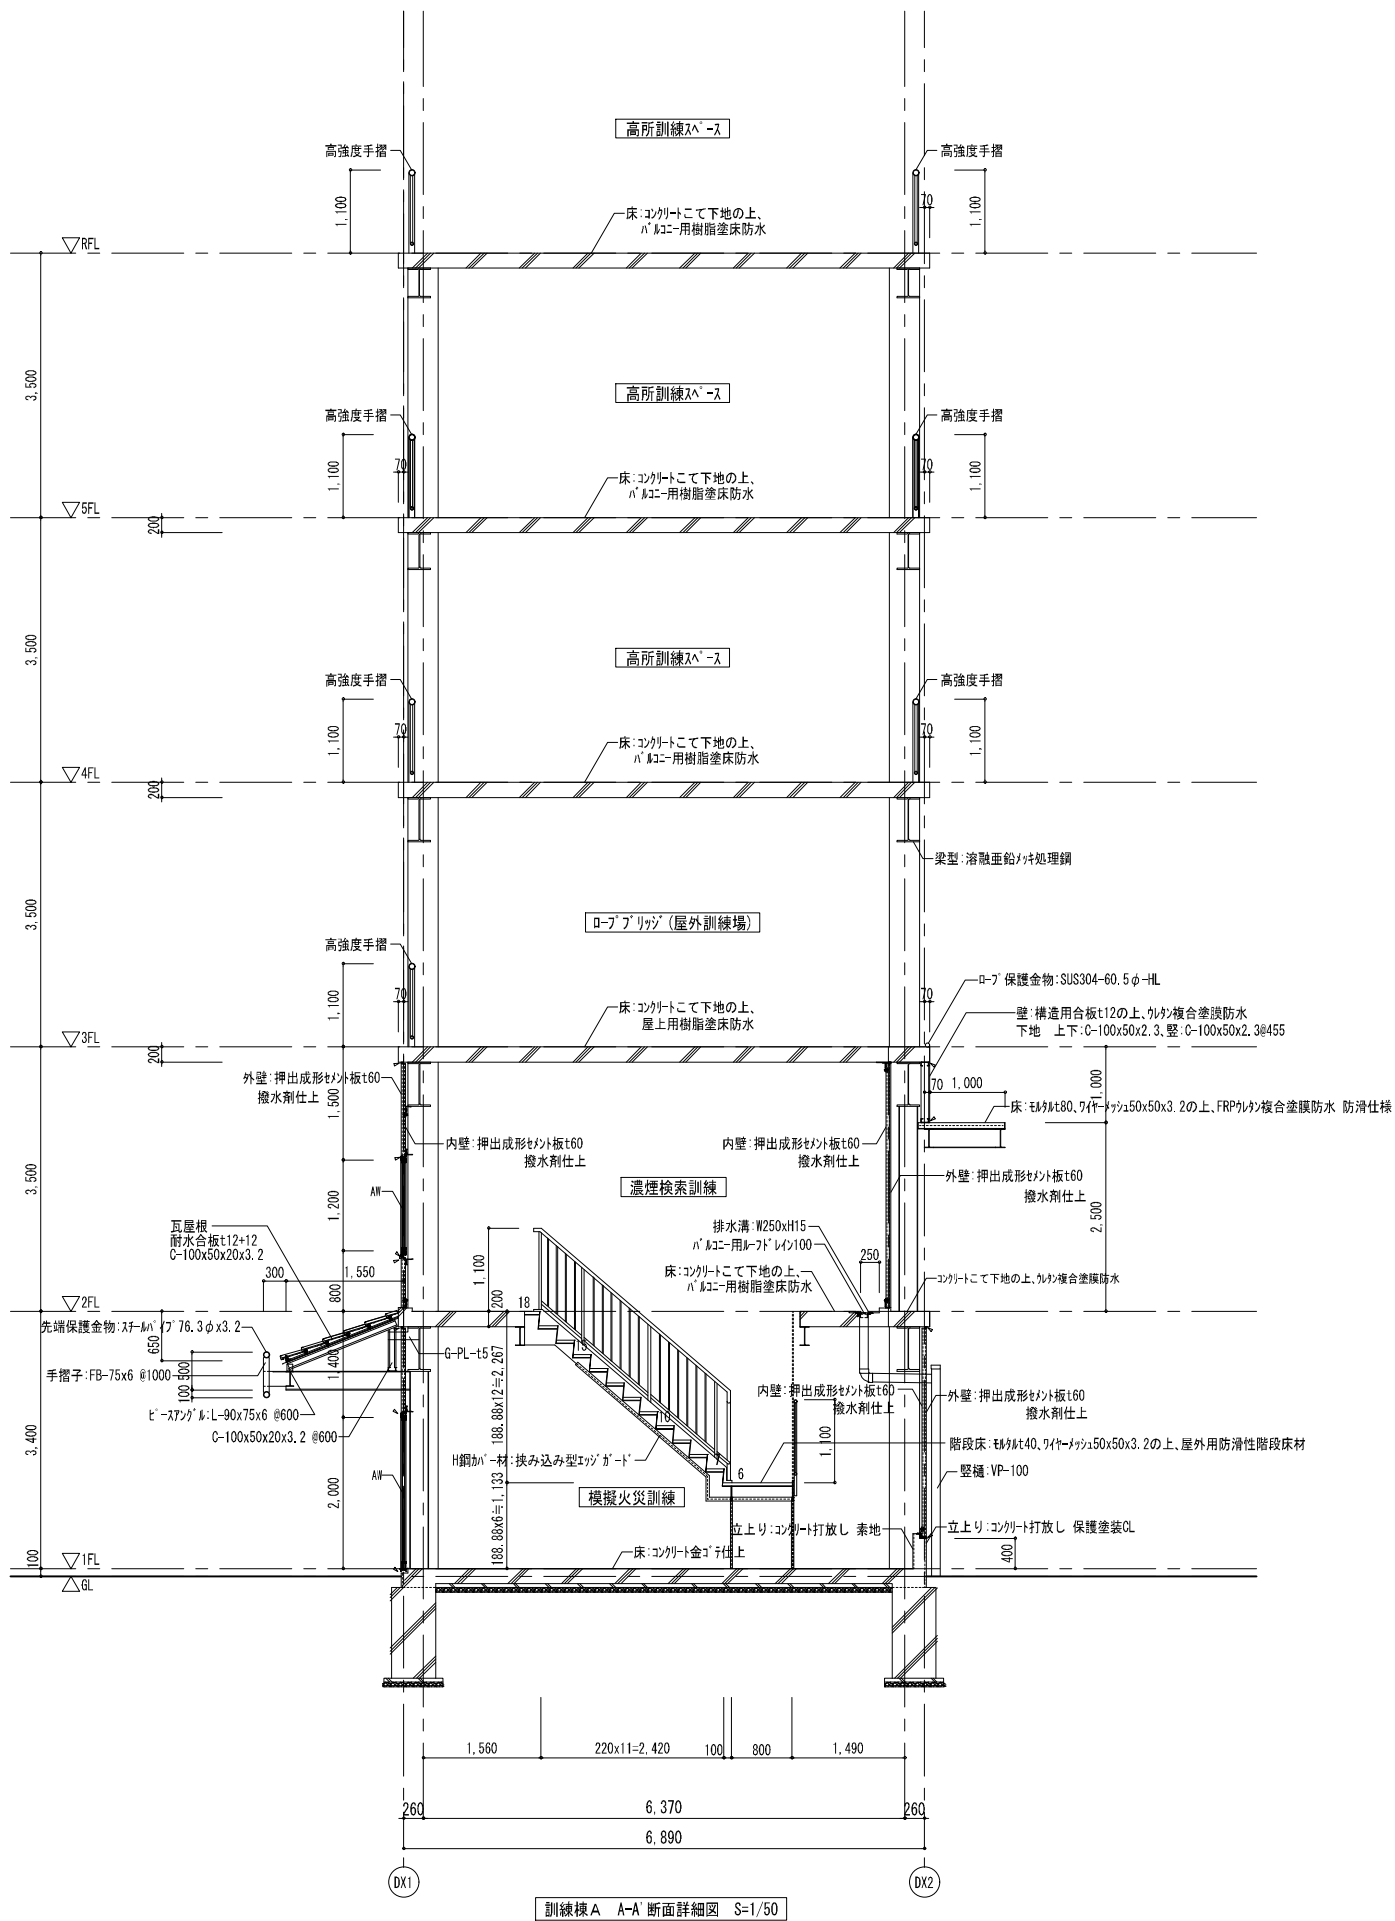 高所訓練ｽﾍﾟｰｽ
高強度手摺
高強度手摺
1,100
70
1,100
床:ｺﾝｸﾘｰﾄこて下地の上、
ﾊﾞﾙｺﾆｰ用樹脂塗床防水
RFL
3,500
高所訓練ｽﾍﾟｰｽ
高強度手摺
高強度手摺
1,100
70
70
1,100
床:ｺﾝｸﾘｰﾄこて下地の上、
ﾊﾞﾙｺﾆｰ用樹脂塗床防水
5FL
200
3,500
高所訓練ｽﾍﾟｰｽ
高強度手摺
高強度手摺
1,100
70
70
1,100
床:ｺﾝｸﾘｰﾄこて下地の上、
ﾊﾞﾙｺﾆｰ用樹脂塗床防水
4FL
200
梁型:溶融亜鉛ﾒｯｷ処理鋼
3,500
ﾛｰﾌﾟﾌﾞﾘｯｼﾞ(屋外訓練場)
高強度手摺
1,100
70
70
ﾛｰﾌﾟ保護金物:SUS304-60.5φ-HL
床:ｺﾝｸﾘｰﾄこて下地の上、
屋上用樹脂塗床防水
壁:構造用合板t12の上、ｳﾚﾀﾝ複合塗膜防水
下地 上下:C-100x50x2.3、竪:C-100x50x2.3@455
3FL
200
外壁:押出成形ｾﾒﾝﾄ板t60
撥水剤仕上
1,500
70
1,000
1,000
床:ﾓﾙﾀﾙt80、ﾜｲﾔｰﾒｯｼｭ50x50x3.2の上、FRPｳﾚﾀﾝ複合塗膜防水 防滑仕様
内壁:押出成形ｾﾒﾝﾄ板t60
撥水剤仕上
内壁:押出成形ｾﾒﾝﾄ板t60
撥水剤仕上
外壁:押出成形ｾﾒﾝﾄ板t60
撥水剤仕上
3,500
濃煙検索訓練
AW
1,200
2,500
瓦屋根
耐水合板t12+12
C-100x50x20x3.2
排水溝:W250xH15
ﾊﾞﾙｺﾆｰ用ﾙｰﾌﾄﾞﾚｲﾝ100
250
300
1,550
1,100
800
床:ｺﾝｸﾘｰﾄこて下地の上、
ﾊﾞﾙｺﾆｰ用樹脂塗床防水
ｺﾝｸﾘｰﾄこて下地の上、ｳﾚﾀﾝ複合塗膜防水
2FL
200
18
先端保護金物:ｽﾁｰﾙﾊﾟｲﾌﾟ76.3φx3.2
650
G-PL-t5
15
手摺子:FB-75x6 @1000
500
100
1,400
188.88x12≒2,267
内壁:押出成形ｾﾒﾝﾄ板t60
撥水剤仕上
外壁:押出成形ｾﾒﾝﾄ板t60
撥水剤仕上
ﾋﾟｰｽｱﾝｸﾞﾙ:L-90x75x6 @600
C-100x50x20x3.2 @600
10
1,100
階段床:ﾓﾙﾀﾙt40、ﾜｲﾔｰﾒｯｼｭ50x50x3.2の上、屋外用防滑性階段床材
3,400
H鋼ｶﾊﾞｰ材:挟み込み型ｴｯｼﾞｶﾞｰﾄﾞ
7
6
竪樋:VP-100
AW
2,000
模擬火災訓練
188.88x6≒1,133
立上り:ｺﾝｸﾘｰﾄ打放し 素地
立上り:ｺﾝｸﾘｰﾄ打放し 保護塗装CL
床:ｺﾝｸﾘｰﾄ金ｺﾞﾃ仕上
400
1FL
100
GL
1,560
220x11=2,420
100
800
1,490
260
6,370
260
6,890
DX1
DX2
訓練棟A A-A' 断面詳細図 S=1/50